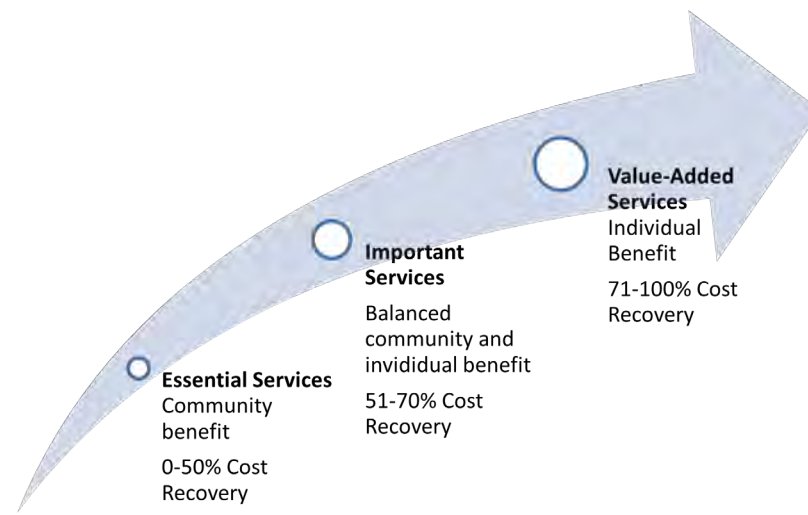 Essential Services
Community
benefit
0-50% Cost
Recovery
Important
Services
Balanced
community and
invididual benefit
51-70% Cost
Recovery
Value-Added
Services
Individual
Benefit
71-100% Cost
Recovery